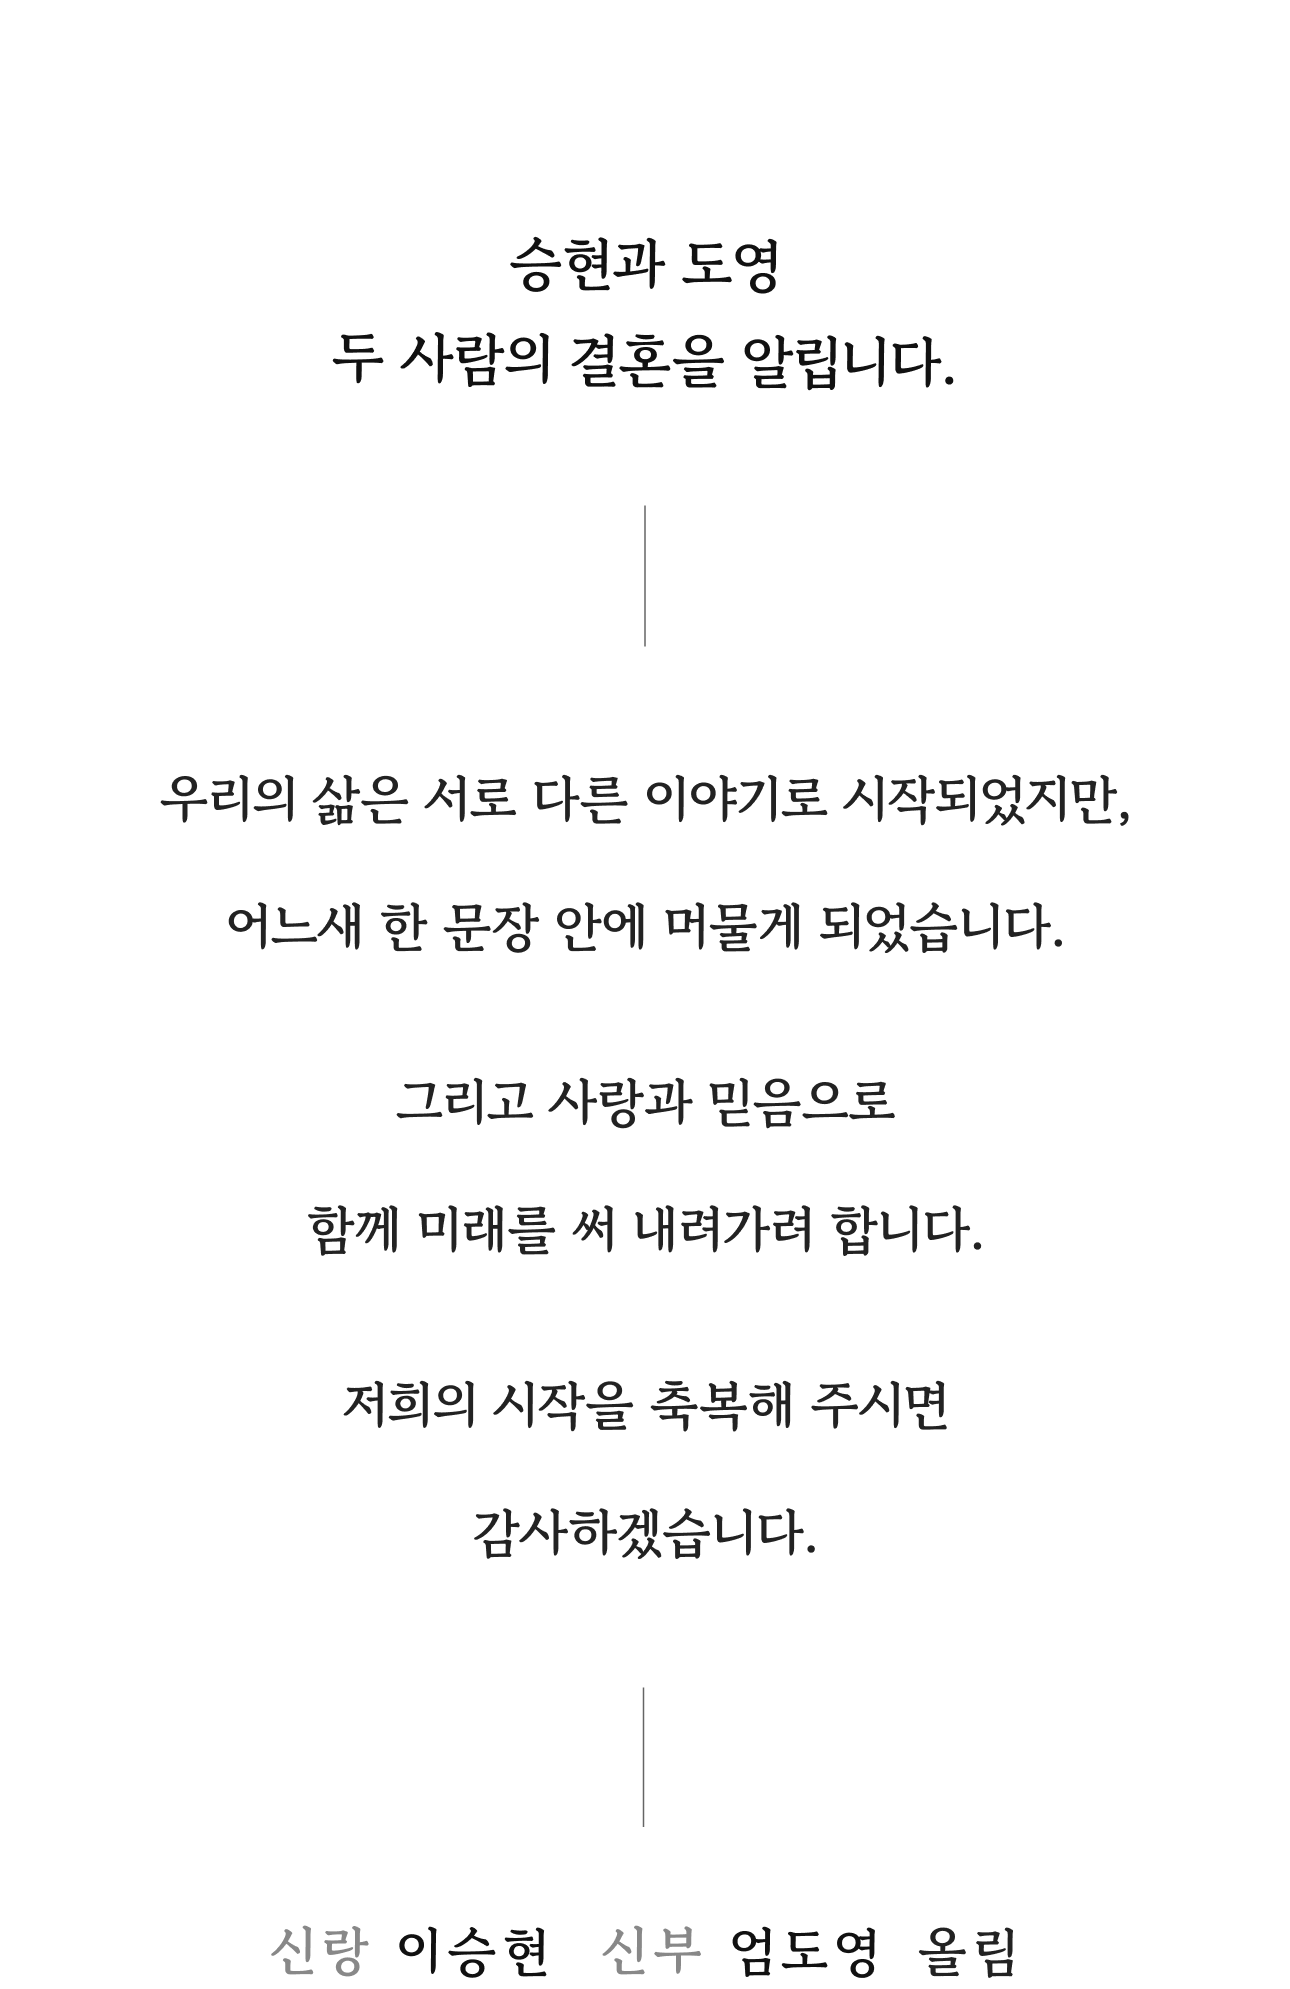 승현과 도영
두 사람의 결혼을 알립니다.
우리의 삶은 서로 다른 이야기로 시작되었지만,
어느새 한 문장 안에 머물게 되었습니다.
그리고 사랑과 믿음으로
함께 미래를 써 내려가려 합니다.
저희의 시작을 축복해 주시면
감사하겠습니다.
신랑 이승현 신부 엄도영 올림